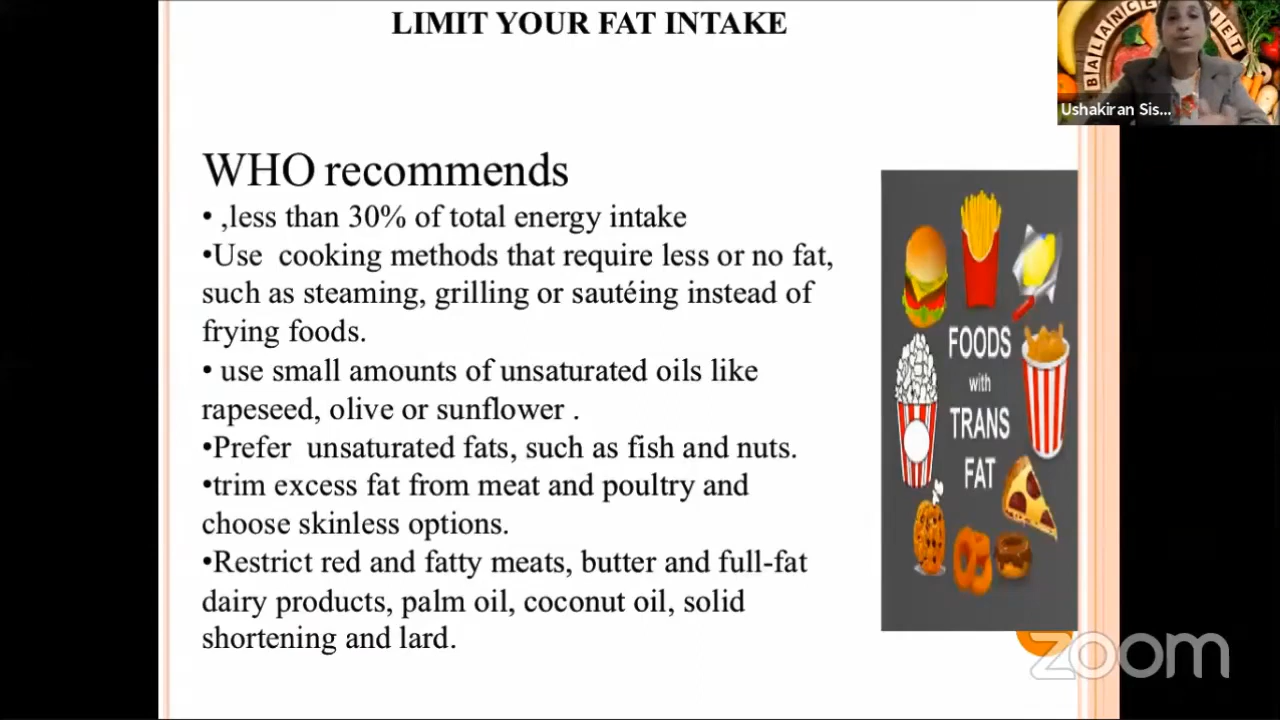 LIMIT YOUR FAT INTAKE
BALANCED DIET
Ushakiran Sis...
WHO recommends
• ,less than 30% of total energy intake
•Use cooking methods that require less or no fat,
such as steaming, grilling or sautéing instead of
frying foods.
• use small amounts of unsaturated oils like
rapeseed, olive or sunflower .
•Prefer unsaturated fats, such as fish and nuts.
•trim excess fat from meat and poultry and
choose skinless options.
•Restrict red and fatty meats, butter and full-fat
dairy products, palm oil, coconut oil, solid
shortening and lard.
FOODS
with
TRANS
FAT
zoom